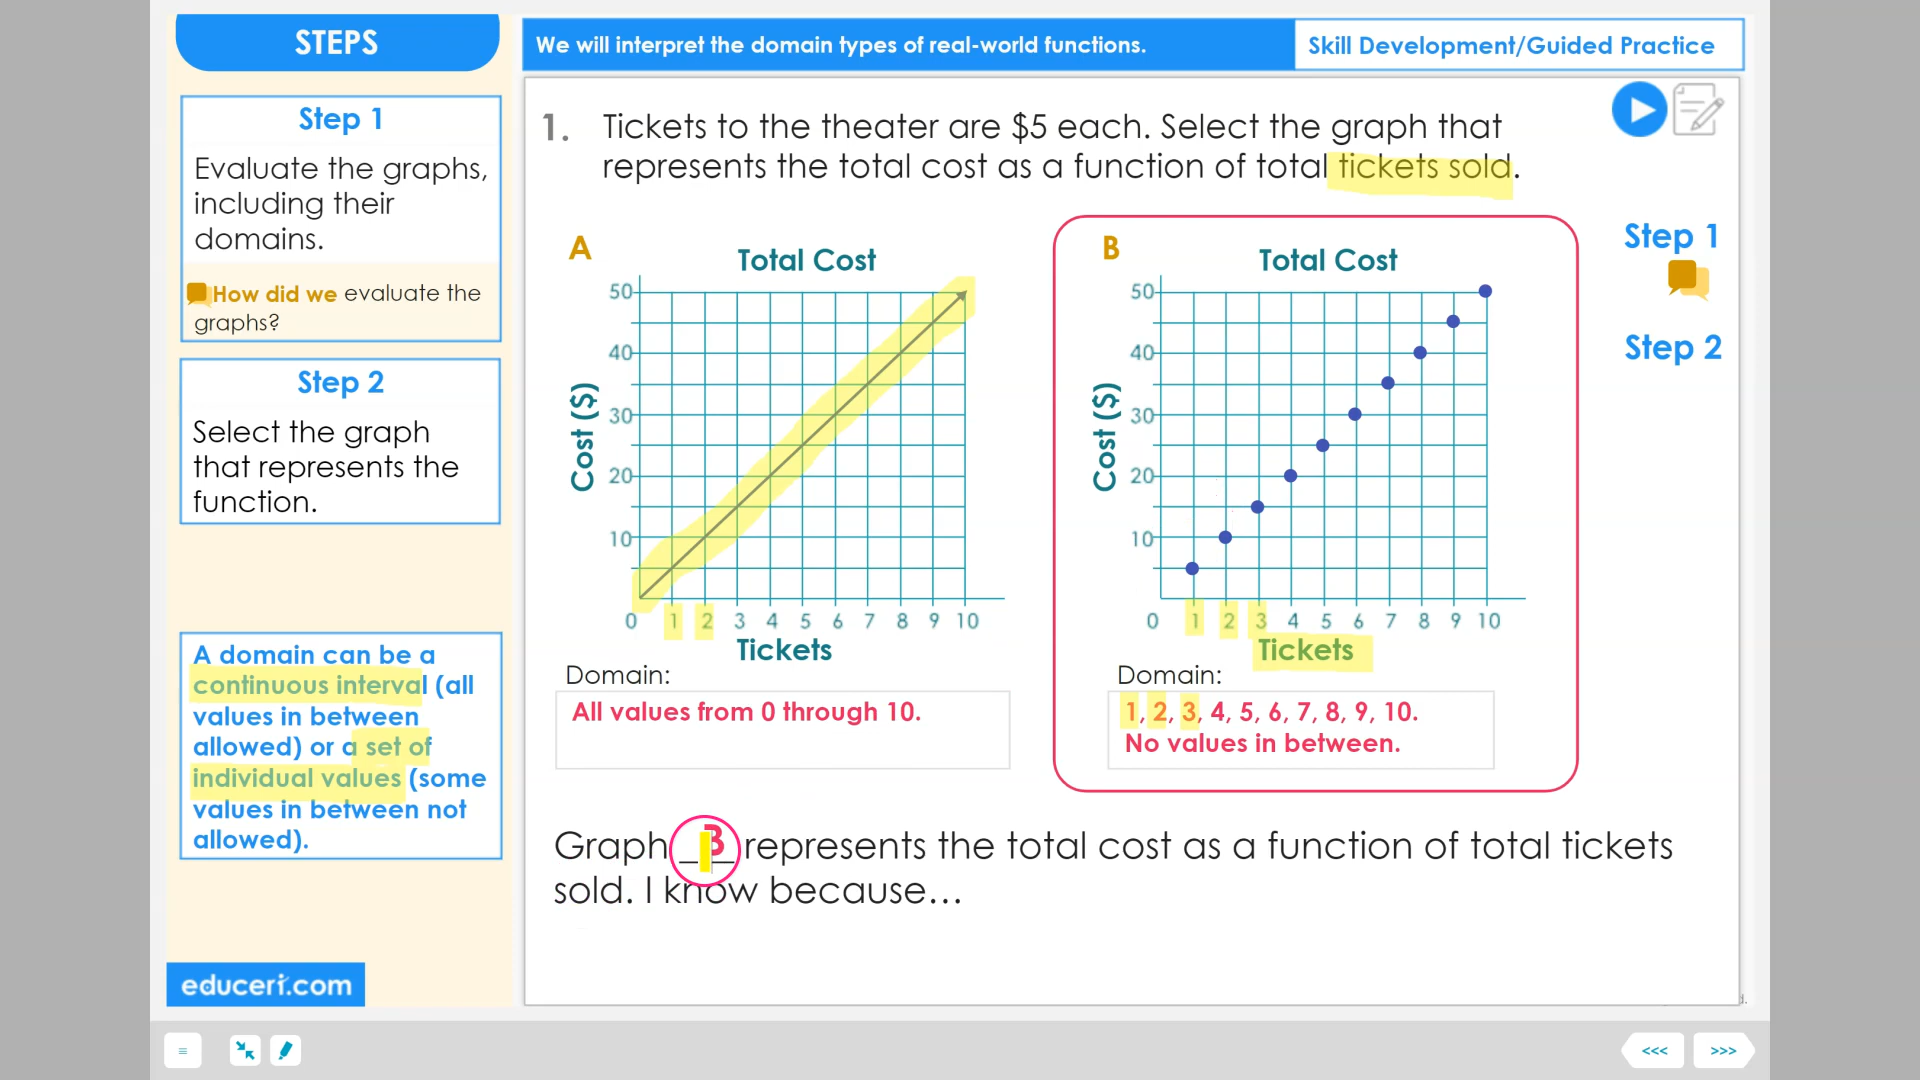 STEPS
We will interpret the domain types of real-world functions.
Skill Development/Guided Practice
Step 1
Evaluate the graphs,
including their
domains.
How did we evaluate the
graphs?
Step 2
Select the graph
that represents the
function.
A domain can be a
continuous interval (all
values in between
allowed) or a set of
individual values (some
values in between not
allowed).
educeri.com
1. Tickets to the theater are $5 each. Select the graph that
represents the total cost as a function of total tickets sold.
A
Total Cost
50
40
30
20
10
Cost ($)
0 1 2 3 4 5 6 7 8 9 10
Tickets
Domain:
All values from 0 through 10.
B
Total Cost
50
40
30
20
10
Cost ($)
0 1 2 3 4 5 6 7 8 9 10
Tickets
Domain:
1, 2, 3, 4, 5, 6, 7, 8, 9, 10.
No values in between.
Step 1
Step 2
Graph B represents the total cost as a function of total tickets
sold. I know because…
<<<
>>>